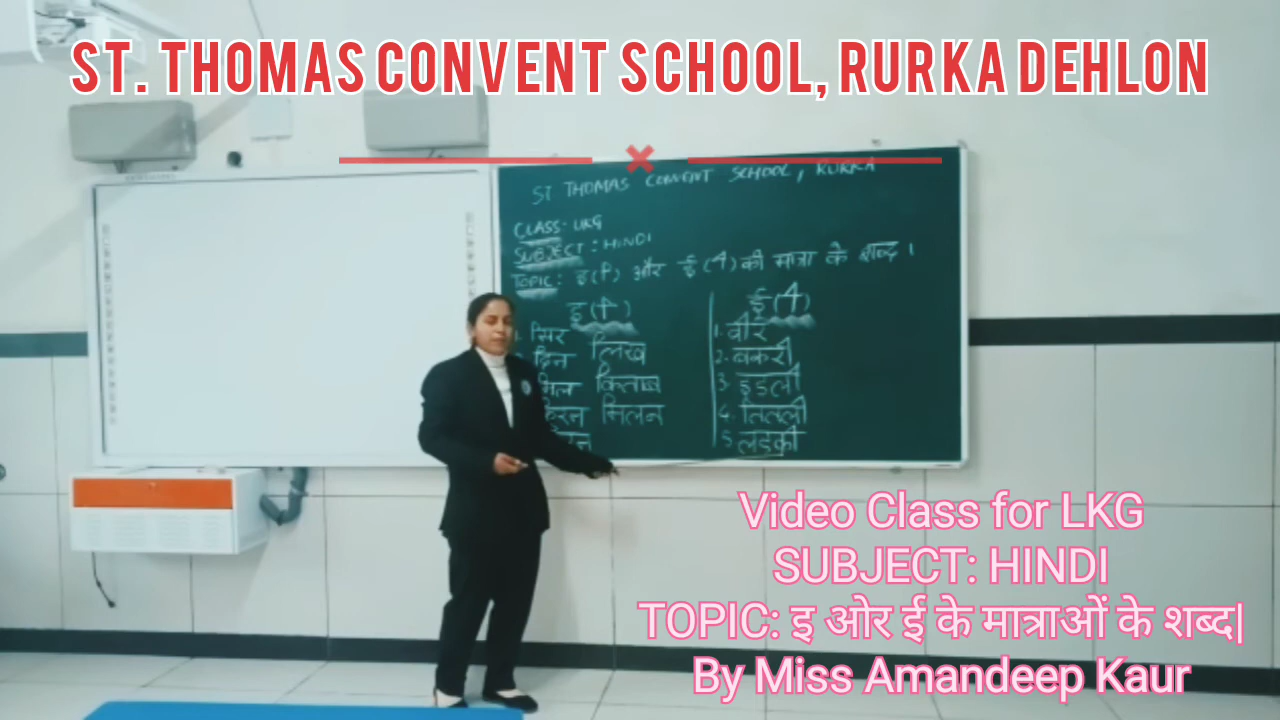 ST. THOMAS CONVENT SCHOOL, RURKA DEHLON
ST THOMAS CONVENT SCHOOL, RURKA
CLASS- LKG
SUBJECT : HINDI
TOPIC: इ(ि) और ई(ी) की मात्रा के शब्द ।
इ (ि)
सिर लिख
दिन
मिल किताब
किरन मिलन
ई (ी)
1. वीर
2. बकरी
3. इडली
4. तितली
5. लडकी
Video Class for LKG
SUBJECT: HINDI
TOPIC: इ ओर ई के मात्राओं के शब्द|
By Miss Amandeep Kaur